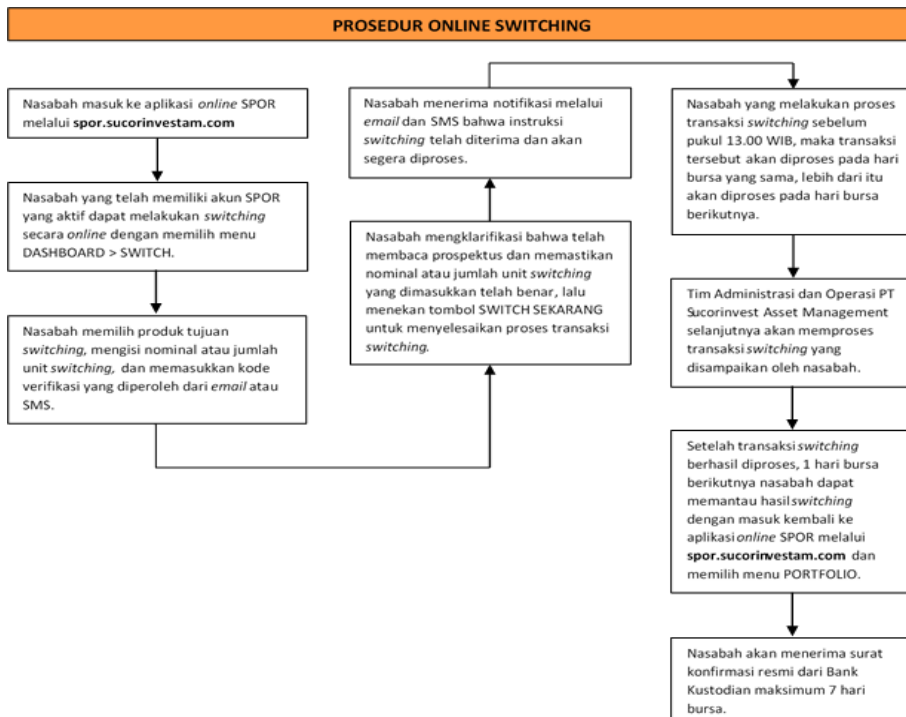 PROSEDUR ONLINE SWITCHING
Nasabah masuk ke aplikasi online SPOR
melalui spor.sucorinvestam.com
Nasabah yang telah memiliki akun SPOR
yang aktif dapat melakukan switching
secara online dengan memilih menu
DASHBOARD > SWITCH.
Nasabah memilih produk tujuan
switching, mengisi nominal atau jumlah
unit switching, dan memasukkan kode
verifikasi yang diperoleh dari email atau
SMS.
Nasabah mengklarifikasi bahwa telah
membaca prospektus dan memastikan
nominal atau jumlah unit switching
yang dimasukkan telah benar, lalu
menekan tombol SWITCH SEKARANG
untuk menyelesaikan proses transaksi
switching.
Nasabah menerima notifikasi melalui
email dan SMS bahwa instruksi
switching telah diterima dan akan
segera diproses.
Nasabah yang melakukan proses
transaksi switching sebelum
pukul 13.00 WIB, maka transaksi
tersebut akan diproses pada hari
bursa yang sama, lebih dari itu
akan diproses pada hari bursa
berikutnya.
Tim Administrasi dan Operasi PT
Sucorinvest Asset Management
selanjutnya akan memproses
transaksi switching yang
disampaikan oleh nasabah.
Setelah transaksi switching
berhasil diproses, 1 hari bursa
berikutnya nasabah dapat
memantau hasil switching
dengan masuk kembali ke
aplikasi online SPOR melalui
spor.sucorinvestam.com dan
memilih menu PORTFOLIO.
Nasabah akan menerima surat
konfirmasi resmi dari Bank
Kustodian maksimum 7 hari
bursa.